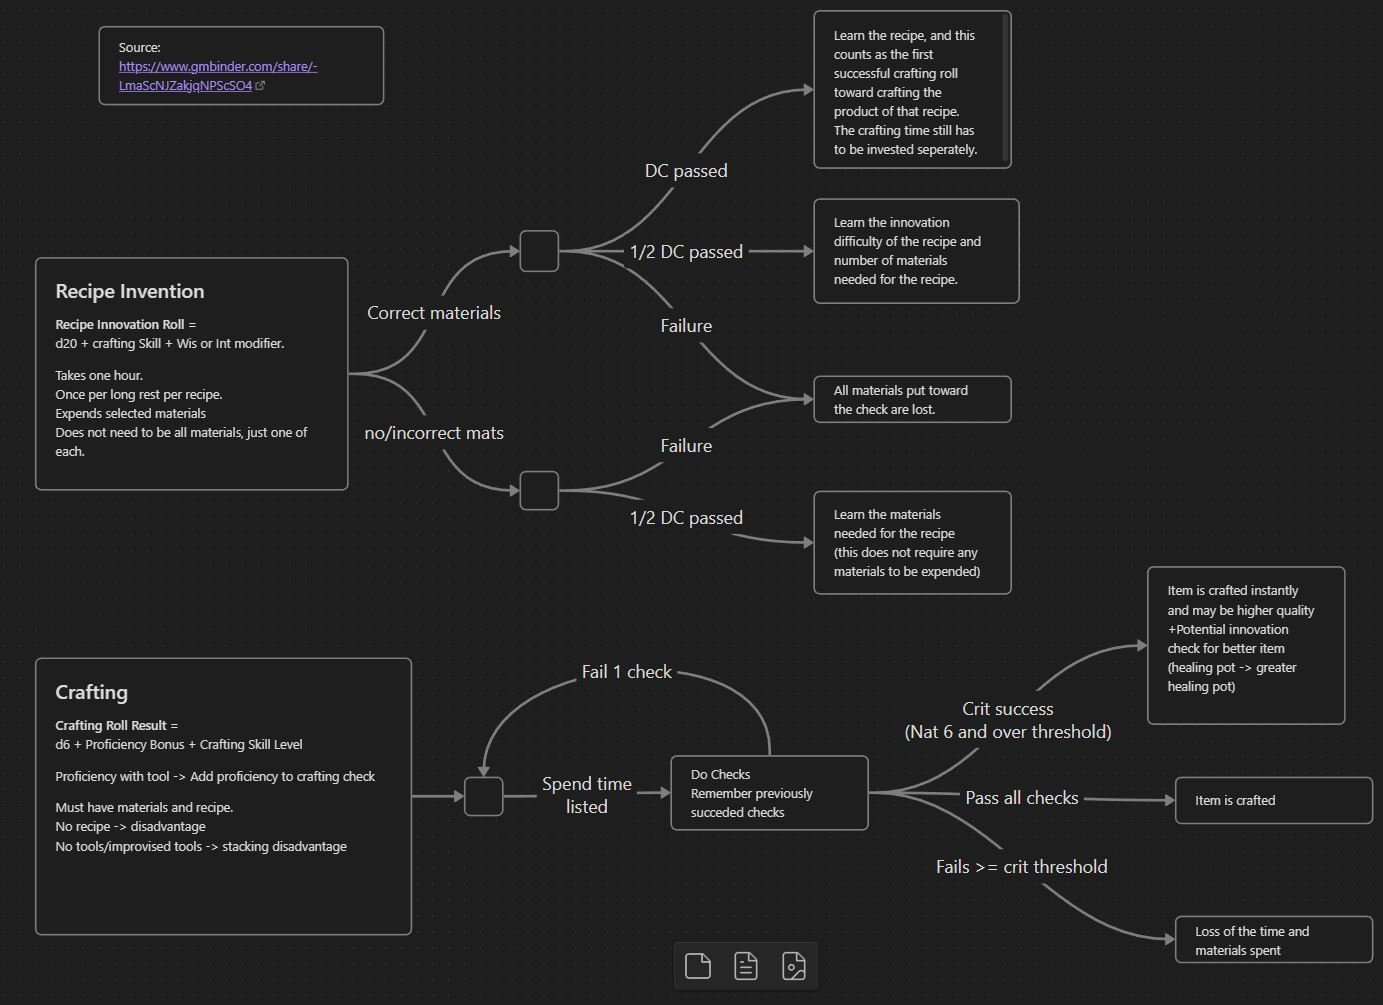 Source:
https://www.gmbinder.com/share/-
LmaScNJZakjqNPScSO4
Recipe Invention
Recipe Innovation Roll =
d20 + crafting Skill + Wis or Int modifier.
Takes one hour.
Once per long rest per recipe.
Expends selected materials
Does not need to be all materials, just one of
each.
Correct materials
no/incorrect mats
DC passed
1/2 DC passed
Failure
Failure
1/2 DC passed
Learn the recipe, and this
counts as the first
successful crafting roll
toward crafting the
product of that recipe.
The crafting time still has
to be invested seperately.
Learn the innovation
difficulty of the recipe and
number of materials
needed for the recipe.
All materials put toward
the check are lost.
Learn the materials
needed for the recipe
(this does not require any
materials to be expended)
Crafting
Crafting Roll Result =
d6 + Proficiency Bonus + Crafting Skill Level
Proficiency with tool -> Add proficiency to crafting check
Must have materials and recipe.
No recipe -> disadvantage
No tools/improvised tools -> stacking disadvantage
Fail 1 check
Spend time
listed
Do Checks
Remember previously
succeded checks
Crit success
(Nat 6 and over threshold)
Pass all checks
Fails >= crit threshold
Item is crafted instantly
and may be higher quality
+Potential innovation
check for better item
(healing pot -> greater
healing pot)
Item is crafted
Loss of the time and
materials spent